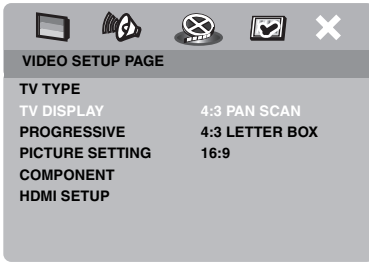 VIDEO SETUP PAGE
TV TYPE
TV DISPLAY 4:3 PAN SCAN
PROGRESSIVE 4:3 LETTER BOX
PICTURE SETTING 16:9
COMPONENT
HDMI SETUP